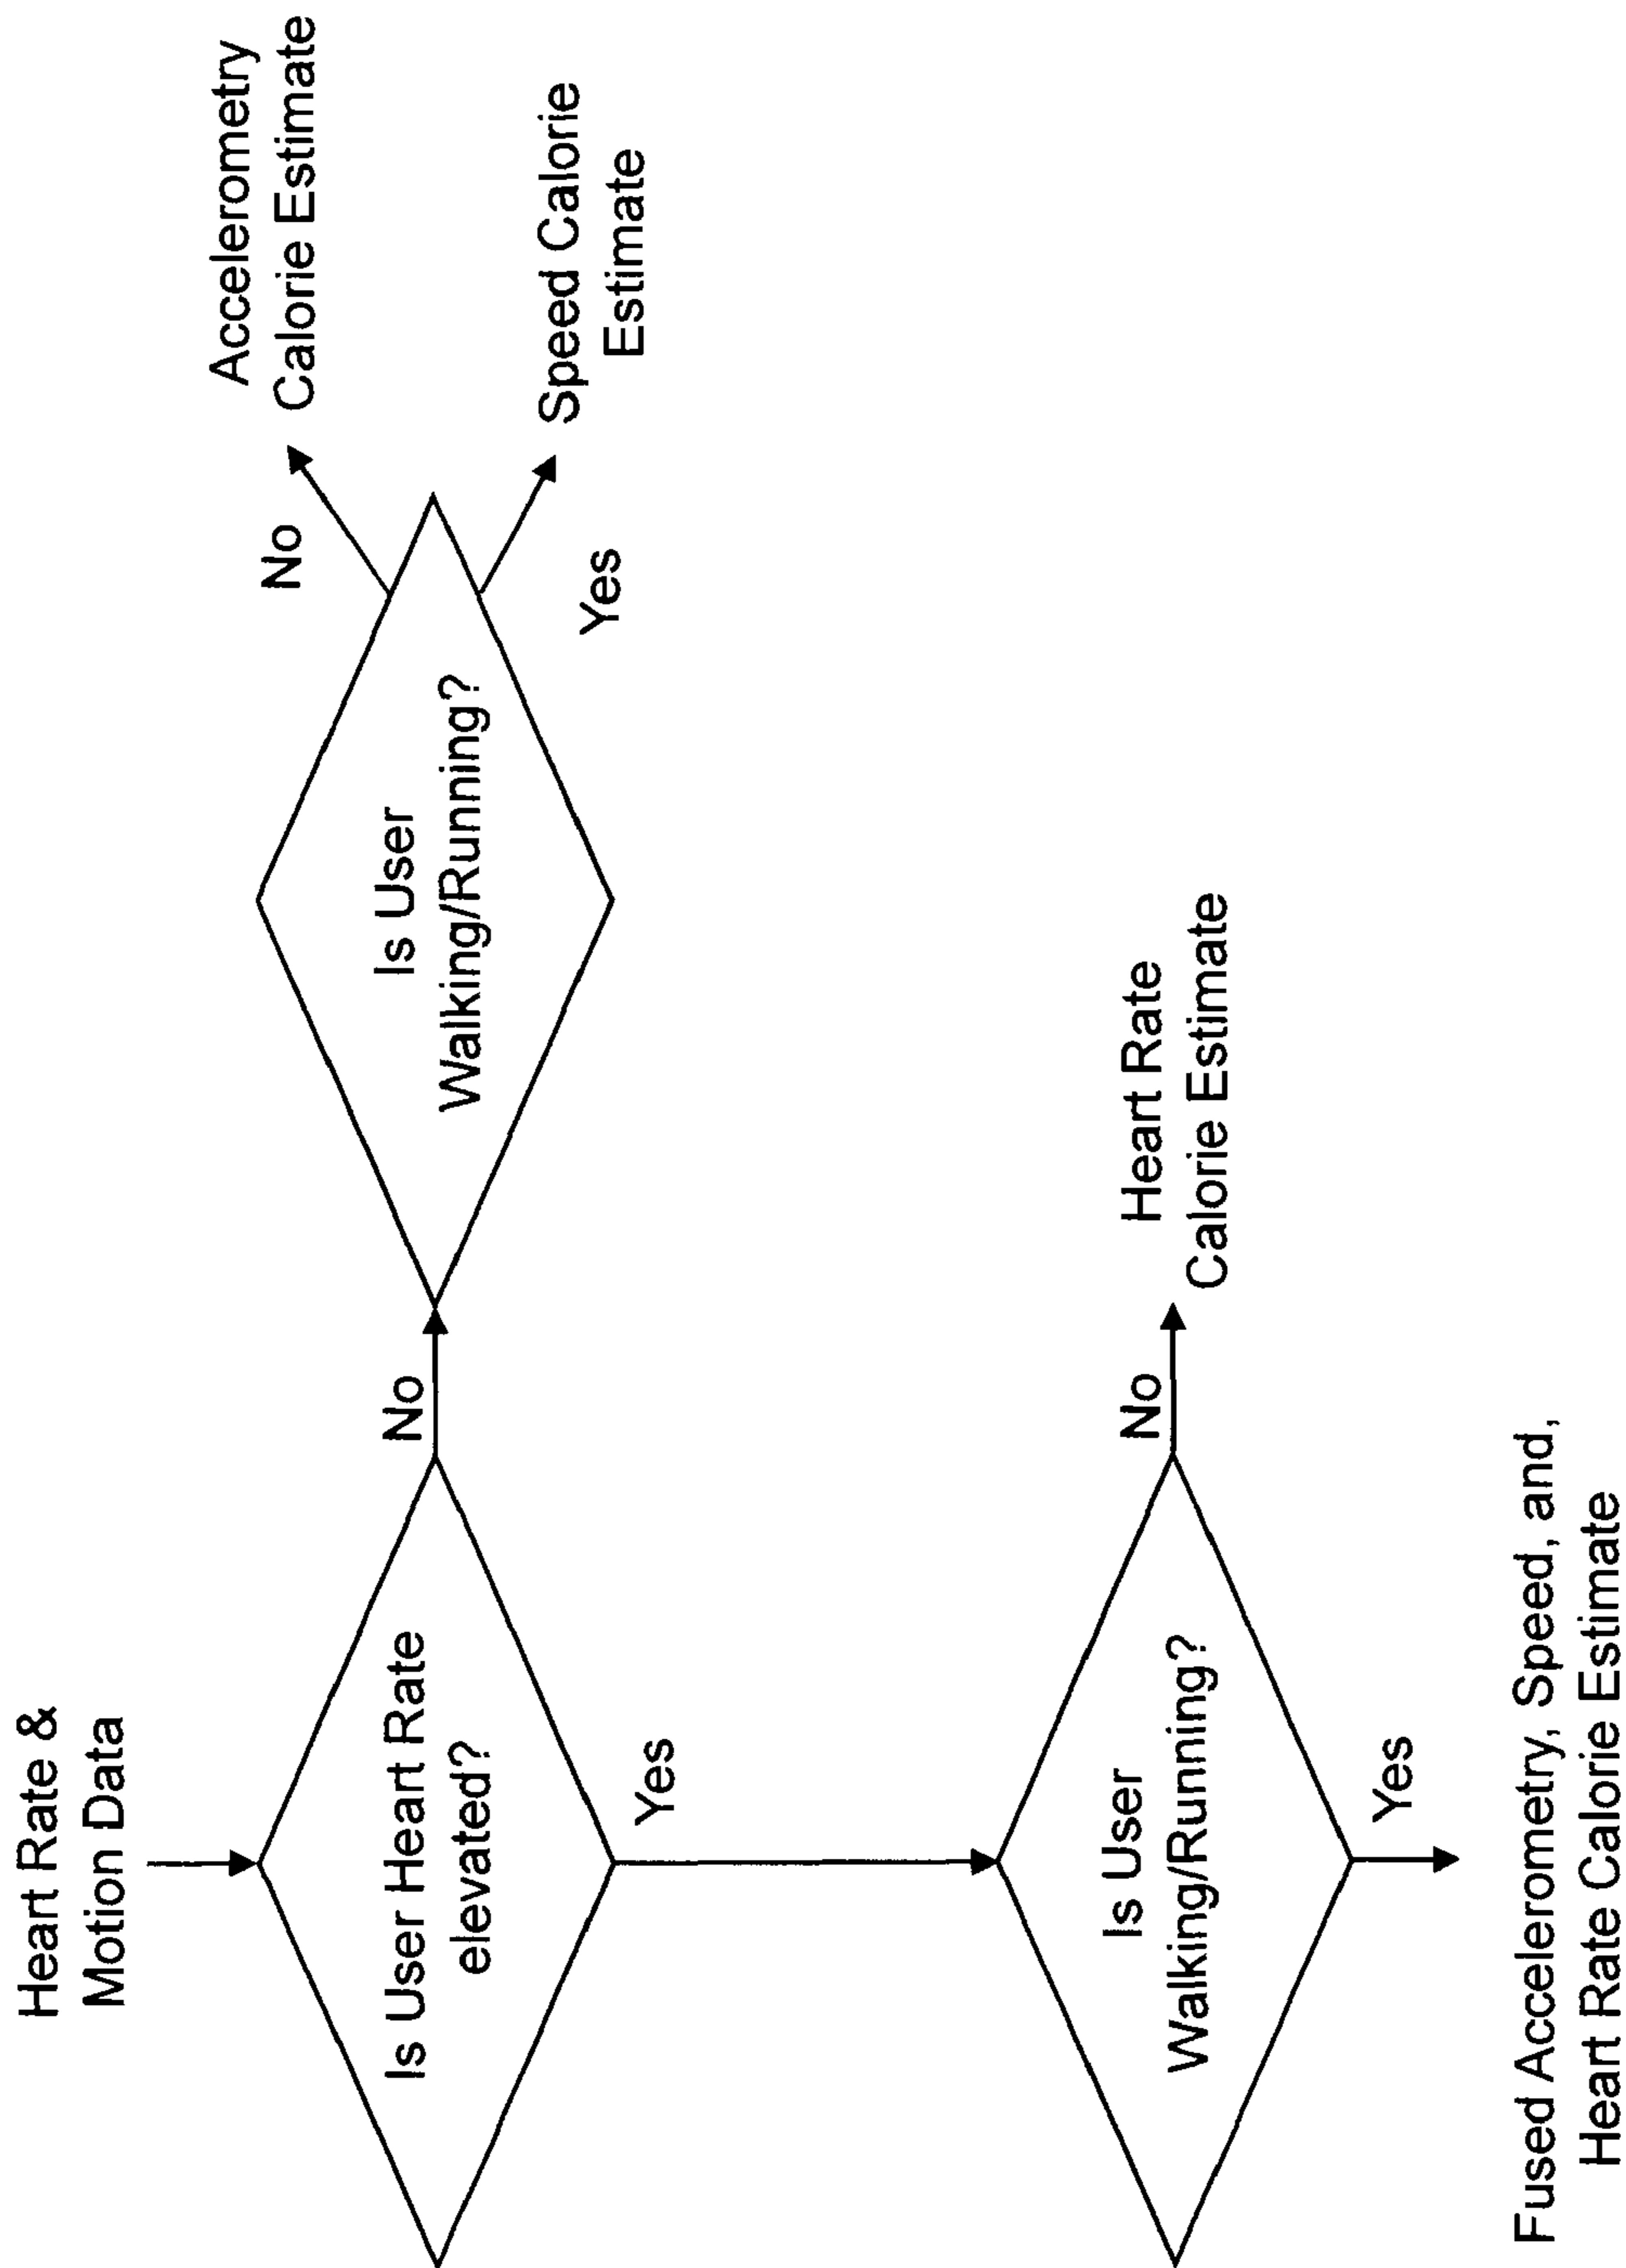 Heart Rate &
Motion Data
Is User Heart Rate
elevated?
No
Is User
Walking/Running?
No
Accelerometry
Calorie Estimate
Yes
Speed Calorie
Estimate
Yes
Is User
Walking/Running?
No
Heart Rate
Calorie Estimate
Yes
Fused Accelerometry, Speed, and,
Heart Rate Calorie Estimate